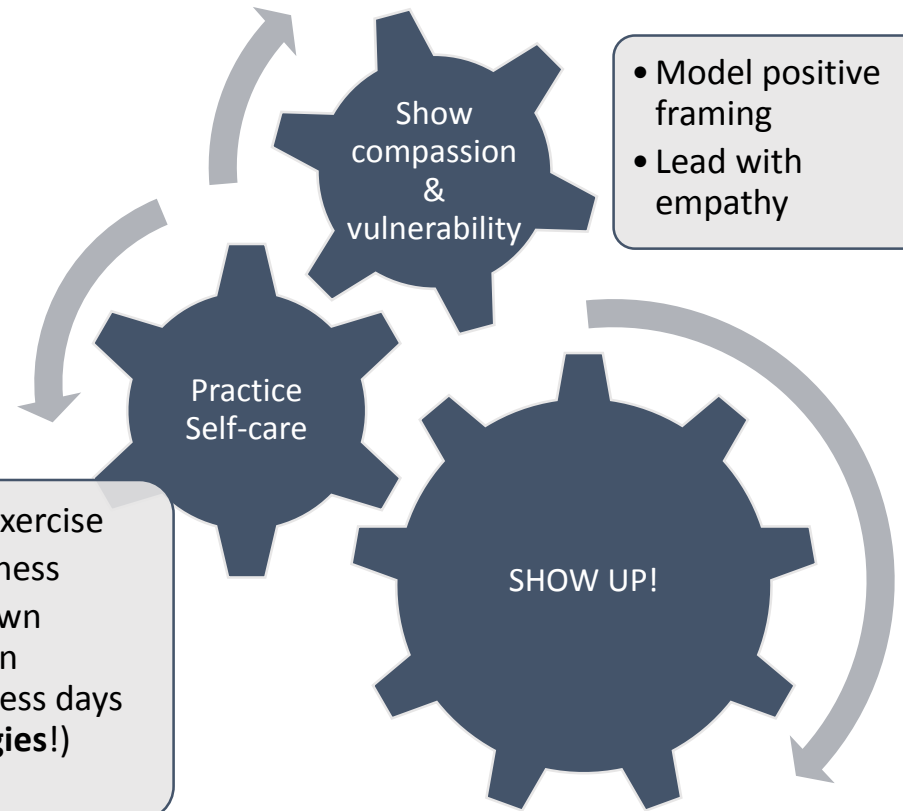 Show
compassion
&
vulnerability
• Model positive
framing
• Lead with
empathy
Practice
Self-care
SHOW UP!
exercise
ness
wn
n
ess days
gies!)